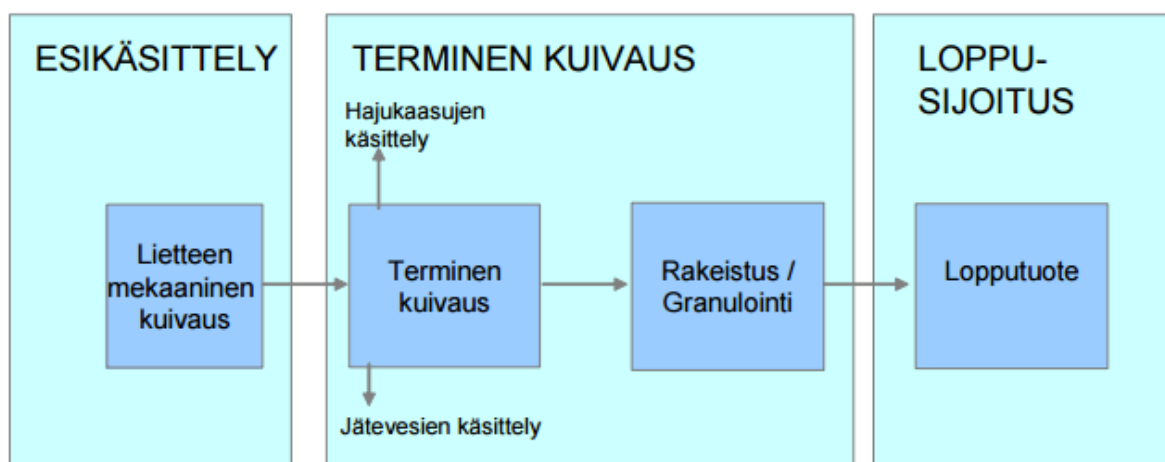 ESIKÄSITTELY
Lietteen
mekaaninen
kuivaus
TERMINEN KUIVAUS
Hajukaasujen
käsittely
Terminen
kuivaus
Jätevesien käsittely
Rakeistus /
Granulointi
LOPPU-
SIJOITUS
Lopputuote